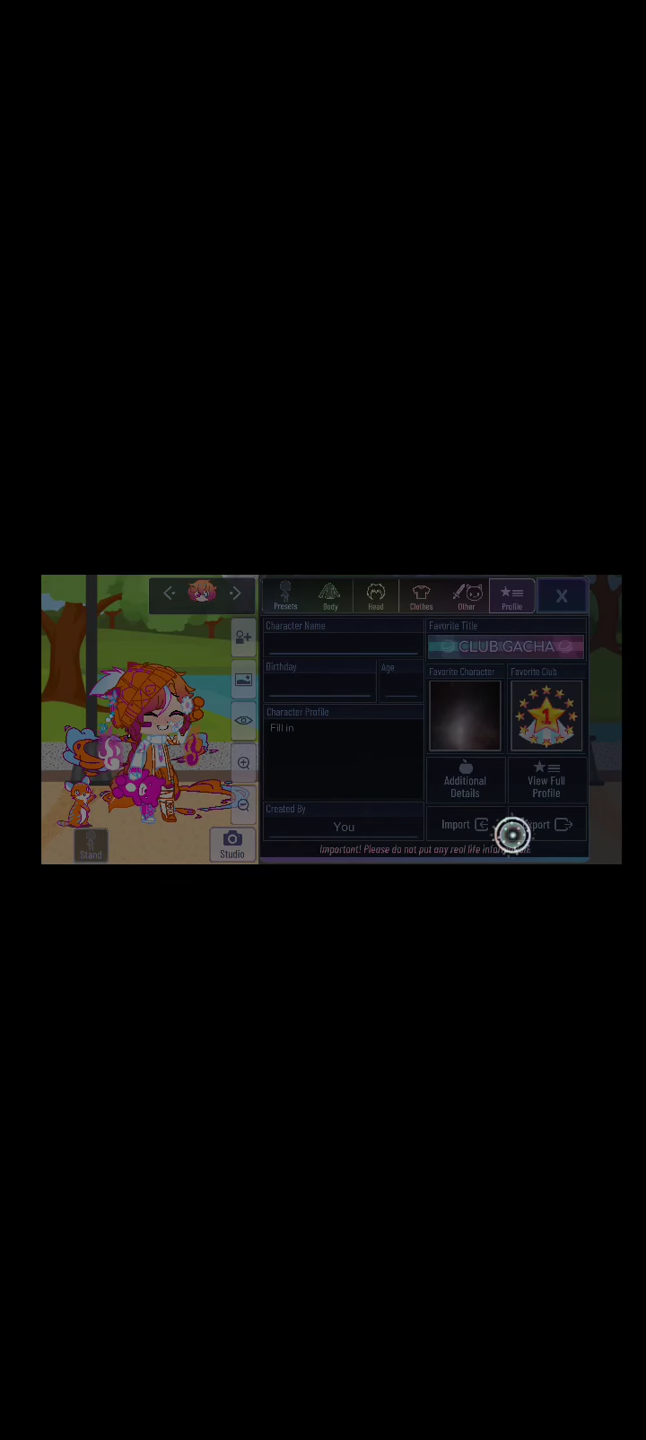 Presets
Body
Head
Clothes
Other
Profile
X
Character Name
Favorite Title
CLUB GACHA
Birthday
Age
Favorite Character
Favorite Club
1
Character Profile
Fill in
Additional
Details
View Full
Profile
Created By
You
Import
Stand
Studio
Important! Please do not put any real life